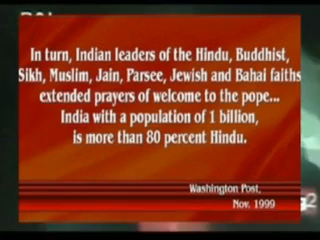 In turn, Indian leaders of the Hindu, Buddhist,
Sikh, Muslim, Jain, Parsee, Jewish and Bahai faiths
extended prayers of welcome to the pope...
India with a population of 1 billion,
is more than 80 percent Hindu.
Washington Post,
Nov. 1999
2